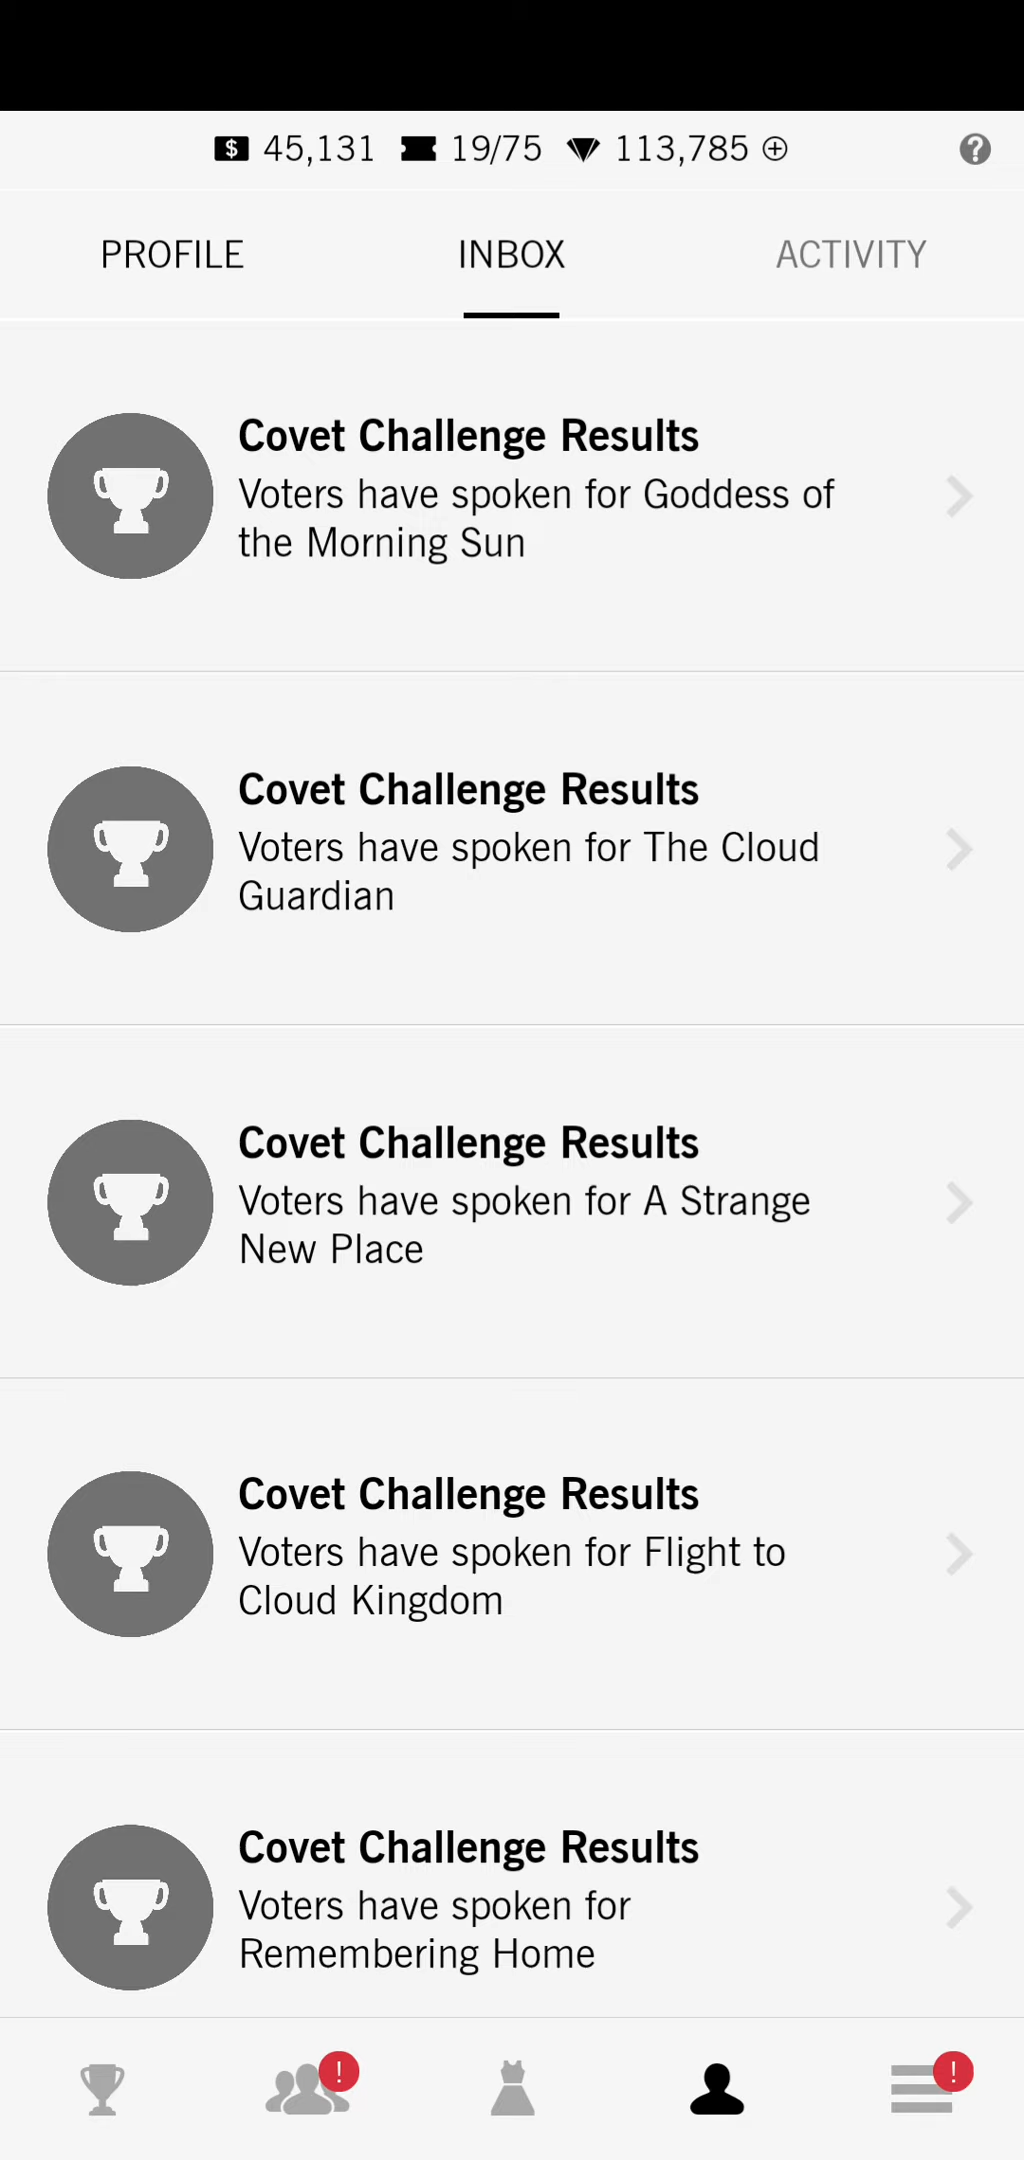 $ 45,131 19/75 113,785 ?
PROFILE INBOX ACTIVITY
Covet Challenge Results
Voters have spoken for Goddess of
the Morning Sun
Covet Challenge Results
Voters have spoken for The Cloud
Guardian
Covet Challenge Results
Voters have spoken for A Strange
New Place
Covet Challenge Results
Voters have spoken for Flight to
Cloud Kingdom
Covet Challenge Results
Voters have spoken for
Remembering Home
! !